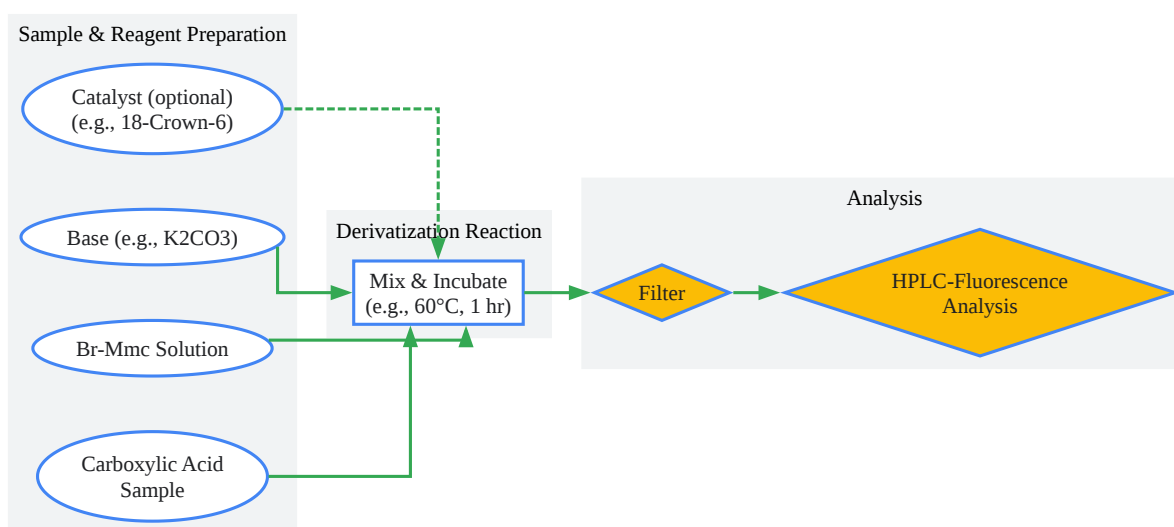 Sample & Reagent Preparation
Catalyst (optional)
(e.g., 18-Crown-6)
Base (e.g., K2CO3)
Br-Mmc Solution
Carboxylic Acid
Sample
Derivatization Reaction
Mix & Incubate
(e.g., 60°C, 1 hr)
Analysis
Filter
HPLC-Fluorescence
Analysis